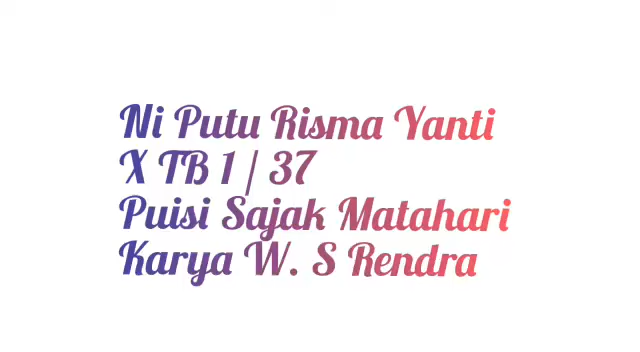 Ni Putu Risma Yanti
X TB 1 / 37
Puisi Sajak Matahari
Karya W. S Rendra